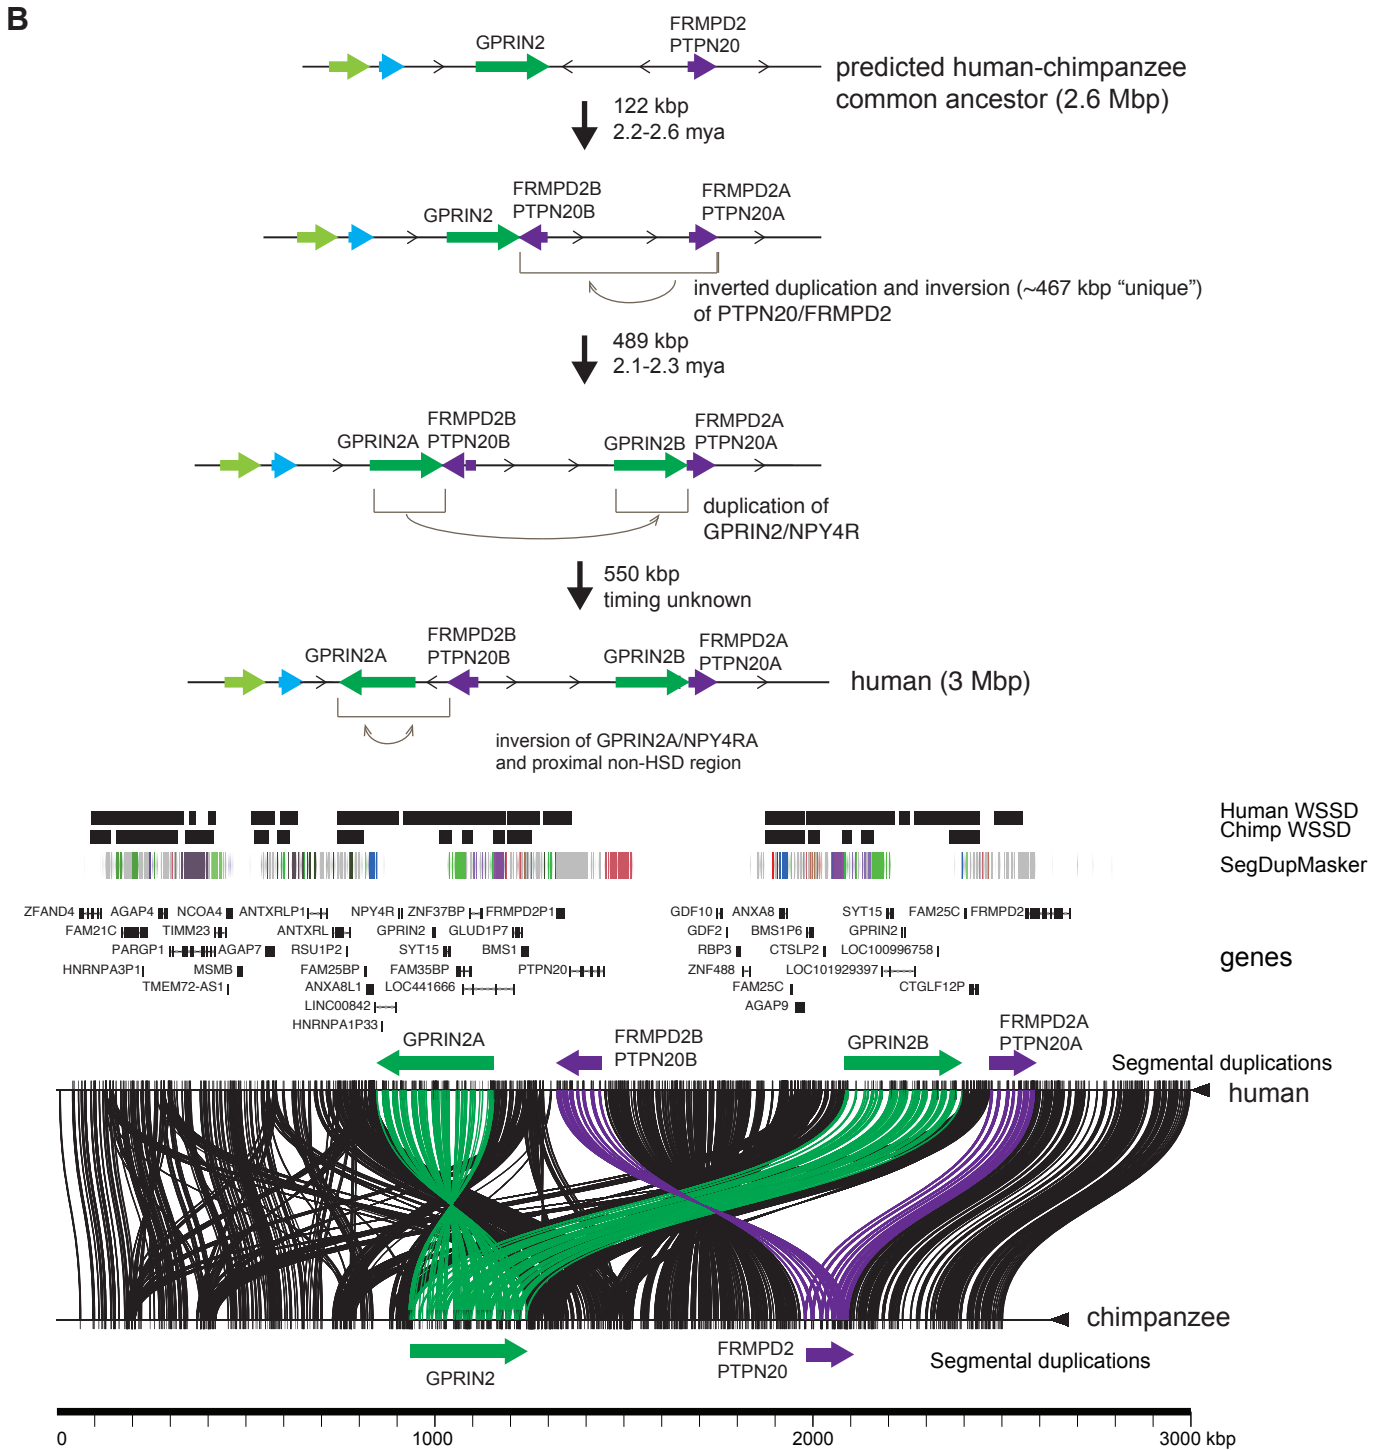 B
FRMPD2
GPRIN2 PTPN20
predicted human-chimpanzee
common ancestor (2.6 Mbp)
122 kbp
2.2-2.6 mya
FRMPD2B FRMPD2A
GPRIN2 PTPN20B PTPN20A
inverted duplication and inversion (~467 kbp “unique”)
of PTPN20/FRMPD2
489 kbp
2.1-2.3 mya
FRMPD2B FRMPD2A
GPRIN2A PTPN20B GPRIN2B PTPN20A
duplication of
GPRIN2/NPY4R
550 kbp
timing unknown
FRMPD2B FRMPD2A
GPRIN2A PTPN20B GPRIN2B PTPN20A
human (3 Mbp)
inversion of GPRIN2A/NPY4RA
and proximal non-HSD region
Human WSSD
Chimp WSSD
SegDupMasker
ZFAND4 AGAP4 NCOA4 ANTXRLP1 NPY4R ZNF37BP FRMPD2P1 GDF10 ANXA8 SYT15 FAM25C FRMPD2
FAM21C TIMM23 ANTXRL GPRIN2 GLUD1P7 GDF2 BMS1P6 GPRIN2
PARGP1 AGAP7 RSU1P2 SYT15 BMS1 RBP3 CTSLP2 LOC100996758
genes
HNRNPA3P1 MSMB FAM25BP FAM35BP PTPN20 ZNF488 LOC101929397
TMEM72-AS1 ANXA8L1 LOC441666 FAM25C CTGLF12P
LINC00842 AGAP9
HNRNPA1P33
GPRIN2A FRMPD2B PTPN20B GPRIN2B FRMPD2A PTPN20A
Segmental duplications
human
chimpanzee
GPRIN2 FRMPD2 PTPN20
Segmental duplications
0 1000 2000 3000 kbp